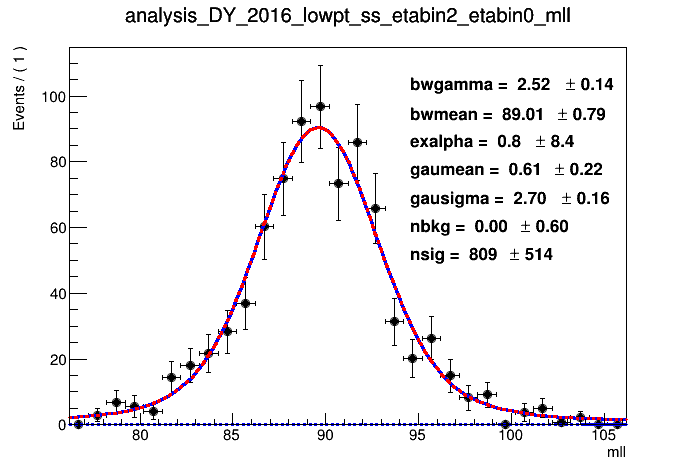 analysis_DY_2016_lowpt_ss_etabin2_etabin0_mll
Events / ( 1 )
bwgamma = 2.52 ± 0.14
bwmean = 89.01 ± 0.79
exalpha = 0.8 ± 8.4
gaumean = 0.61 ± 0.22
gausigma = 2.70 ± 0.16
nbkg = 0.00 ± 0.60
nsig = 809 ± 514
100
80
60
40
20
0
80 85 90 95 100 105
mll